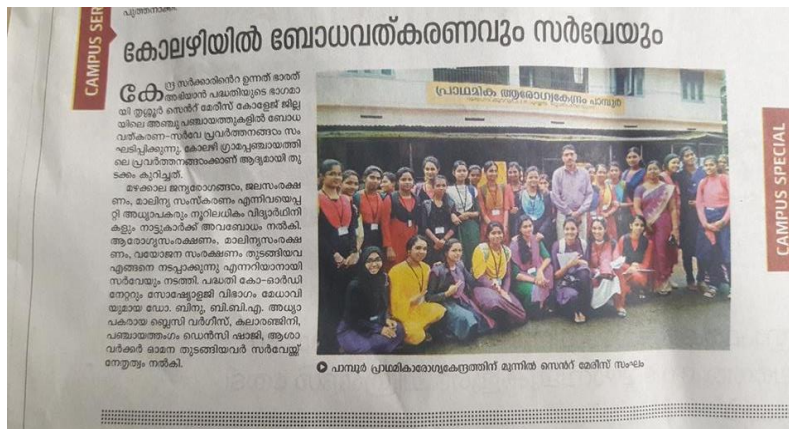 CAMPUS SER
കോലഴിയിൽ ബോധവത്കരണവും സർവേയും
കേന്ദ്ര സർക്കാരിൻെറ ഉന്നത് ഭാരത്
അഭിയാൻ പദ്ധതിയുടെ ഭാഗമാ
യി തൃശ്ശൂർ സെൻറ് മേരീസ് കോളേജ് ജില്ല
യിലെ അഞ്ചു പഞ്ചായത്തുകളിൽ ബോധ
വത്കരണ-സർവേ പ്രവർത്തനങ്ങൾ സം
ഘടിപ്പിക്കുന്നു. കോലഴി ഗ്രാമപ്പഞ്ചായത്തി
ലെ പ്രവർത്തനങ്ങൾക്കാണ് ആദ്യമായി തു
ടക്കം കുറിച്ചത്.
മഴക്കാല ജന്യരോഗങ്ങൾ, ജലസംരക്ഷ
ണം, മാലിന്യ സംസ്കരണം എന്നിവയെപ്പ
റ്റി അധ്യാപകരും നൂറിലധികം വിദ്യാർഥിനി
കളും നാട്ടുകാർക്ക് അവബോധം നൽകി.
ആരോഗ്യസംരക്ഷണം, മാലിന്യസംരക്ഷ
ണം, വയോജന സംരക്ഷണം തുടങ്ങിയവ
എങ്ങനെ നടപ്പാക്കുന്നു എന്നറിയാനായി
സർവേയും നടത്തി. പദ്ധതി കോ-ഓർഡി
നേറ്ററും സോഷ്യോളജി വിഭാഗം മേധാവി
യുമായ ഡോ. ബിനു, ബി.ബി.എ. അധ്യാ
പകരായ ബ്ലെസി വർഗീസ്, കലാരഞ്ജിനി,
പഞ്ചായത്തംഗം ഡെൻസി ഷാജി, ആശാ
വർക്കർ ഓമന തുടങ്ങിയവർ സർവേയ്ക്ക്
നേതൃത്വം നൽകി.
പ്രാഥമിക ആരോഗ്യകേന്ദ്രം പാമ്പൂർ
പാമ്പൂർ പ്രാഥമികാരോഗ്യകേന്ദ്രത്തിന് മുന്നിൽ സെൻറ് മേരീസ് സംഘം
CAMPUS SPECIAL